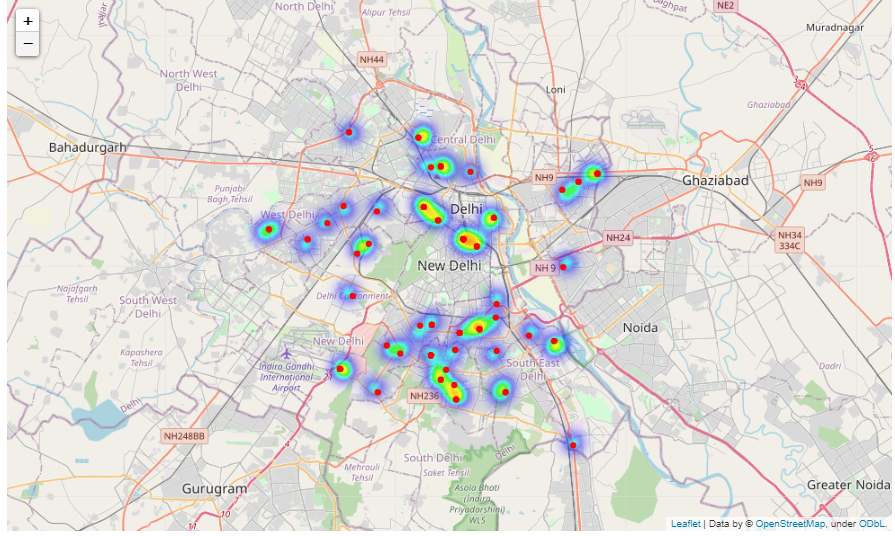 +
−
North Delhi
Alipur Tehsil
NE2
Baghpat
Jhajjar
Muradnagar
NH44
Loni
North West
Delhi
Ghaziabad
Bahadurgarh
Central Delhi
NH9
Ghaziabad
NH9
Punjabi
Bagh Tehsil
West Delhi
Delhi
NH24
NH34
334C
New Delhi
NH 9
Najafgarh
Tehsil
South West
Delhi
Delhi Cantonment
New Delhi
Noida
Kapashera
Tehsil
Indira Gandhi
International
Airport
South East
Delhi
Dadri
Delhi
NH236
NH248BB
South Delhi
Delhi
Mehrauli
Tehsil
Saket Tehsil
Gurugram
Asola Bhati
(Indira
Priyadarshini)
WLS
Greater Noida
Leaflet | Data by © OpenStreetMap, under ODbL.